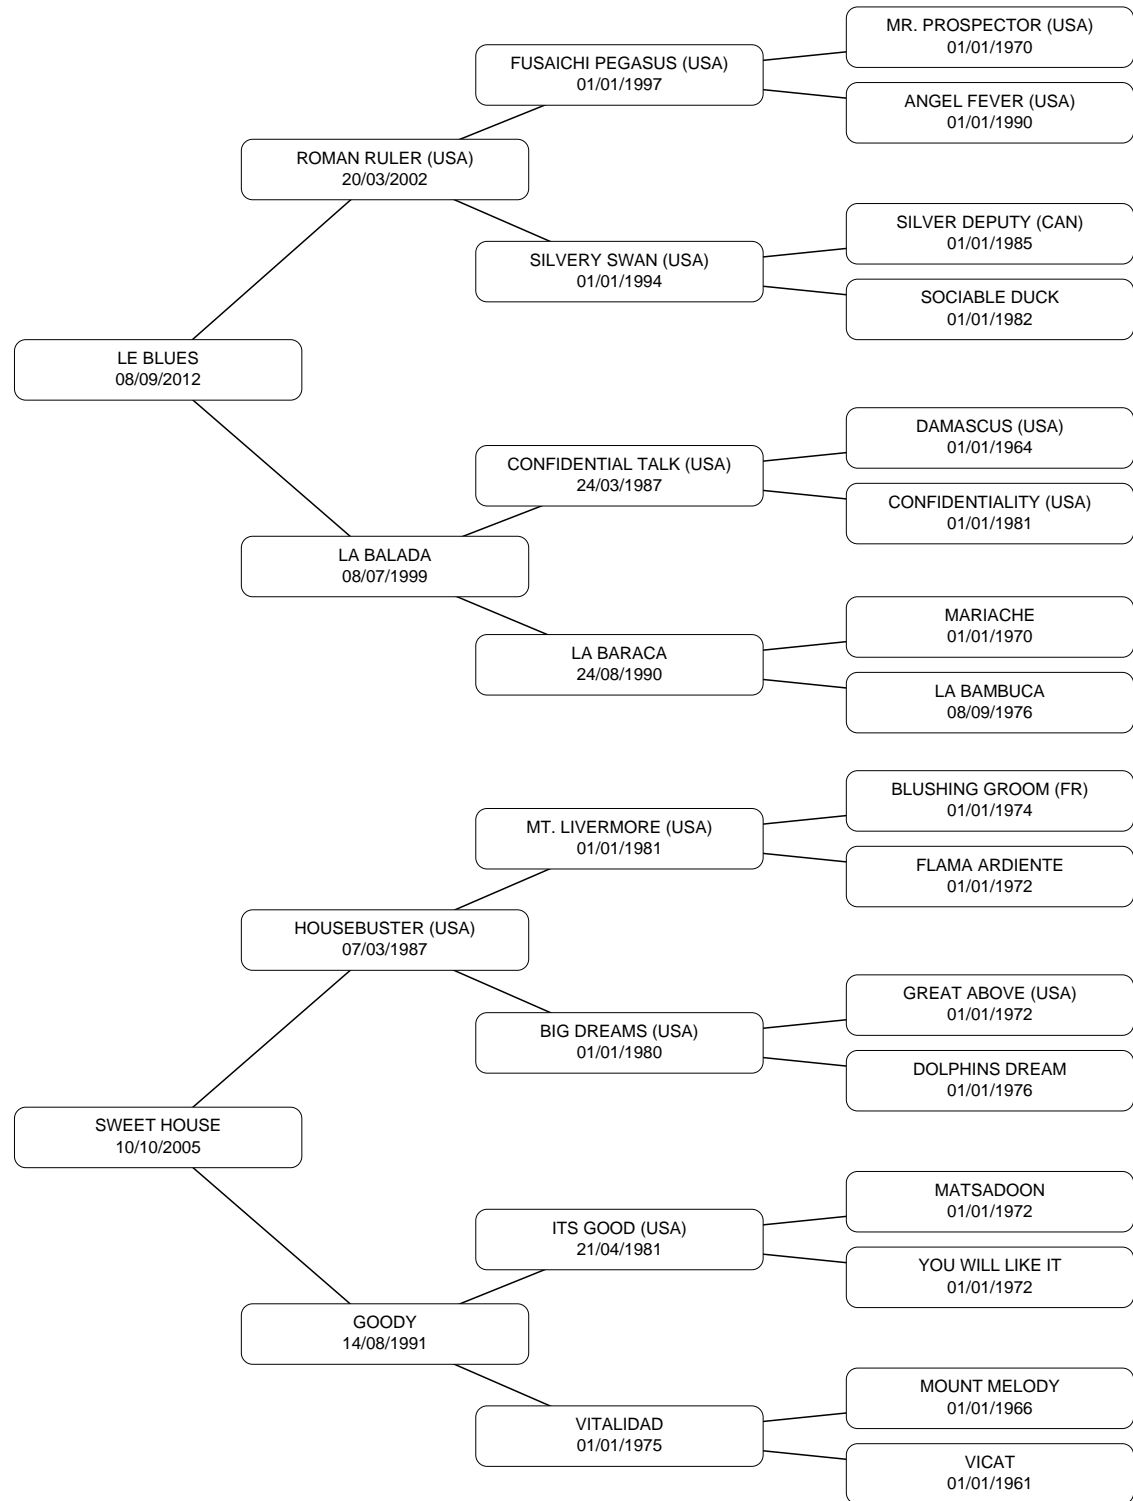 MR. PROSPECTOR (USA)
01/01/1970
FUSAICHI PEGASUS (USA)
01/01/1997
ANGEL FEVER (USA)
01/01/1990
ROMAN RULER (USA)
20/03/2002
SILVER DEPUTY (CAN)
01/01/1985
SILVERY SWAN (USA)
01/01/1994
SOCIABLE DUCK
01/01/1982
LE BLUES
08/09/2012
DAMASCUS (USA)
01/01/1964
CONFIDENTIAL TALK (USA)
24/03/1987
CONFIDENTIALITY (USA)
01/01/1981
LA BALADA
08/07/1999
MARIACHE
01/01/1970
LA BARACA
24/08/1990
LA BAMBUCA
08/09/1976
BLUSHING GROOM (FR)
01/01/1974
MT. LIVERMORE (USA)
01/01/1981
FLAMA ARDIENTE
01/01/1972
HOUSEBUSTER (USA)
07/03/1987
GREAT ABOVE (USA)
01/01/1972
BIG DREAMS (USA)
01/01/1980
DOLPHINS DREAM
01/01/1976
SWEET HOUSE
10/10/2005
MATSADOON
01/01/1972
ITS GOOD (USA)
21/04/1981
YOU WILL LIKE IT
01/01/1972
GOODY
14/08/1991
MOUNT MELODY
01/01/1966
VITALIDAD
01/01/1975
VICAT
01/01/1961